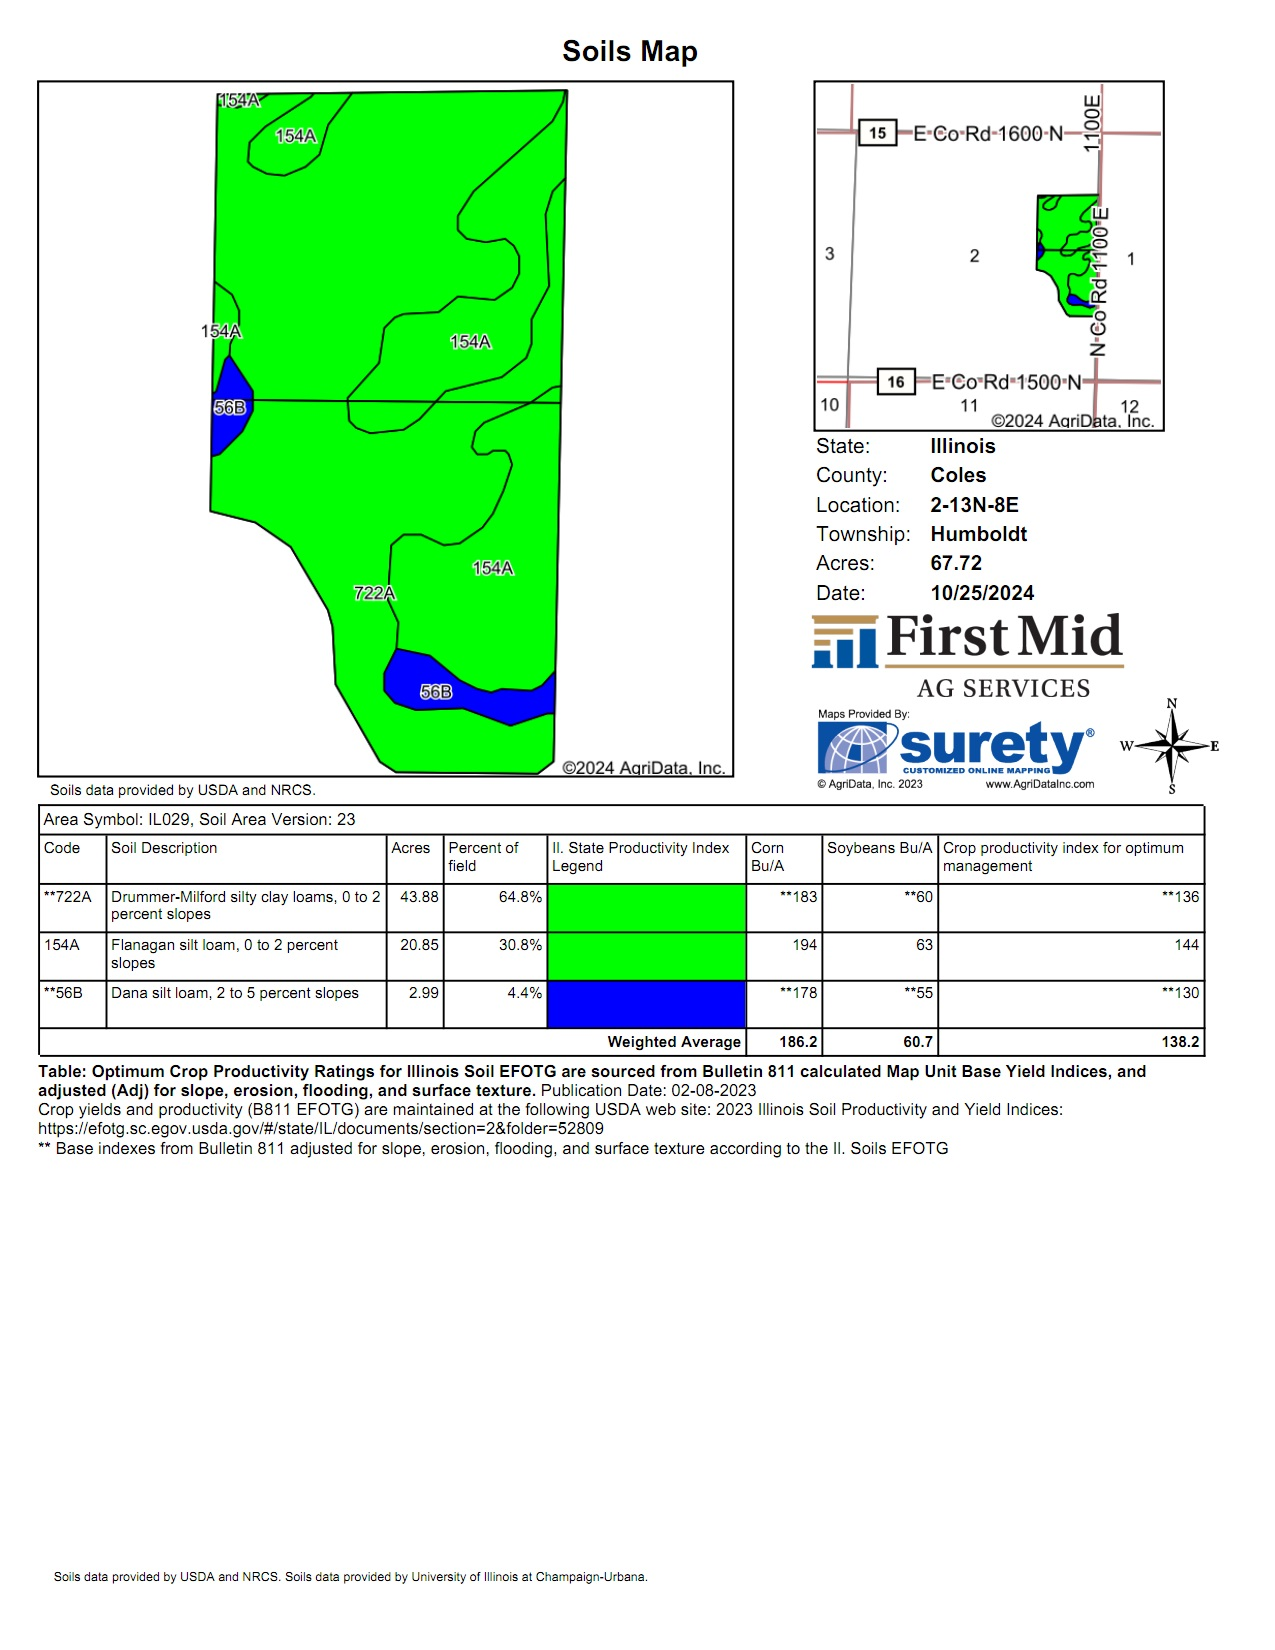 Soils Map
154A
154A
154A
154A
56B
154A
722A
56B
©2024 AgriData, Inc.
Soils data provided by USDA and NRCS.
15
E Co Rd 1600 N
1100E
3
2
1
N Co Rd 1100 E
16
E Co Rd 1500 N
10
11
12
©2024 AgriData, Inc.
State: Illinois
County: Coles
Location: 2-13N-8E
Township: Humboldt
Acres: 67.72
Date: 10/25/2024
First Mid
AG SERVICES
Maps Provided By:
surety®
CUSTOMIZED ONLINE MAPPING
© AgriData, Inc. 2023 www.AgriDataInc.com
N
W E
S
Area Symbol: IL029, Soil Area Version: 23
Code Soil Description Acres Percent of field Il. State Productivity Index Legend Corn Bu/A Soybeans Bu/A Crop productivity index for optimum management
**722A Drummer-Milford silty clay loams, 0 to 2 percent slopes 43.88 64.8% **183 **60 **136
154A Flanagan silt loam, 0 to 2 percent slopes 20.85 30.8% 194 63 144
**56B Dana silt loam, 2 to 5 percent slopes 2.99 4.4% **178 **55 **130
Weighted Average 186.2 60.7 138.2
Table: Optimum Crop Productivity Ratings for Illinois Soil EFOTG are sourced from Bulletin 811 calculated Map Unit Base Yield Indices, and
adjusted (Adj) for slope, erosion, flooding, and surface texture. Publication Date: 02-08-2023
Crop yields and productivity (B811 EFOTG) are maintained at the following USDA web site: 2023 Illinois Soil Productivity and Yield Indices:
https://efotg.sc.egov.usda.gov/#/state/IL/documents/section=2&folder=52809
** Base indexes from Bulletin 811 adjusted for slope, erosion, flooding, and surface texture according to the Il. Soils EFOTG
Soils data provided by USDA and NRCS. Soils data provided by University of Illinois at Champaign-Urbana.